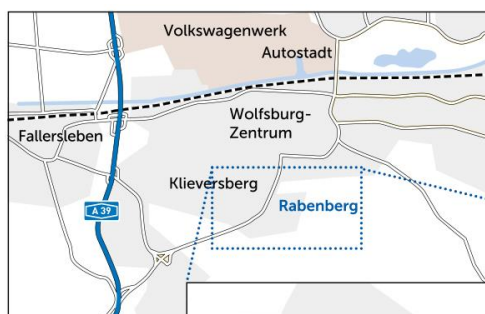 Volkswagenwerk
Autostadt
Wolfsburg-
Zentrum
Fallersleben
Klieversberg
Rabenberg
A 39